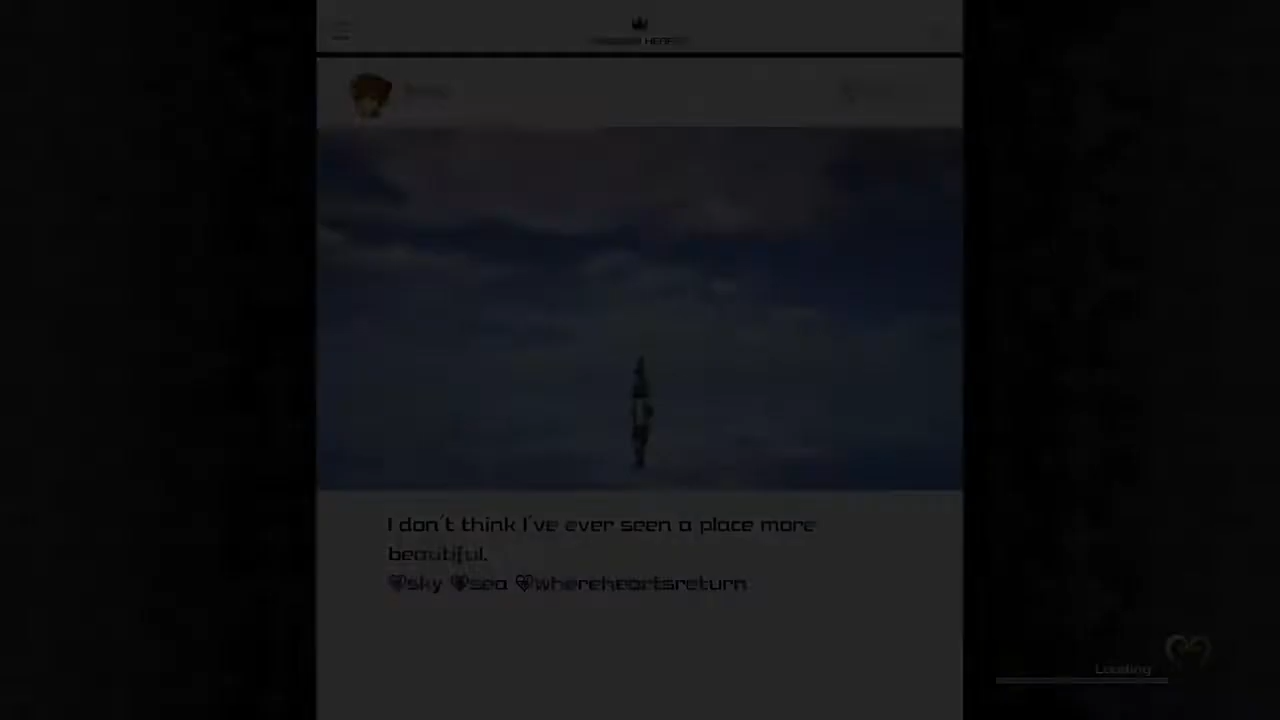 I don't think I've ever seen a place more
beautiful.
sky sea whereheartsreturn
Loading